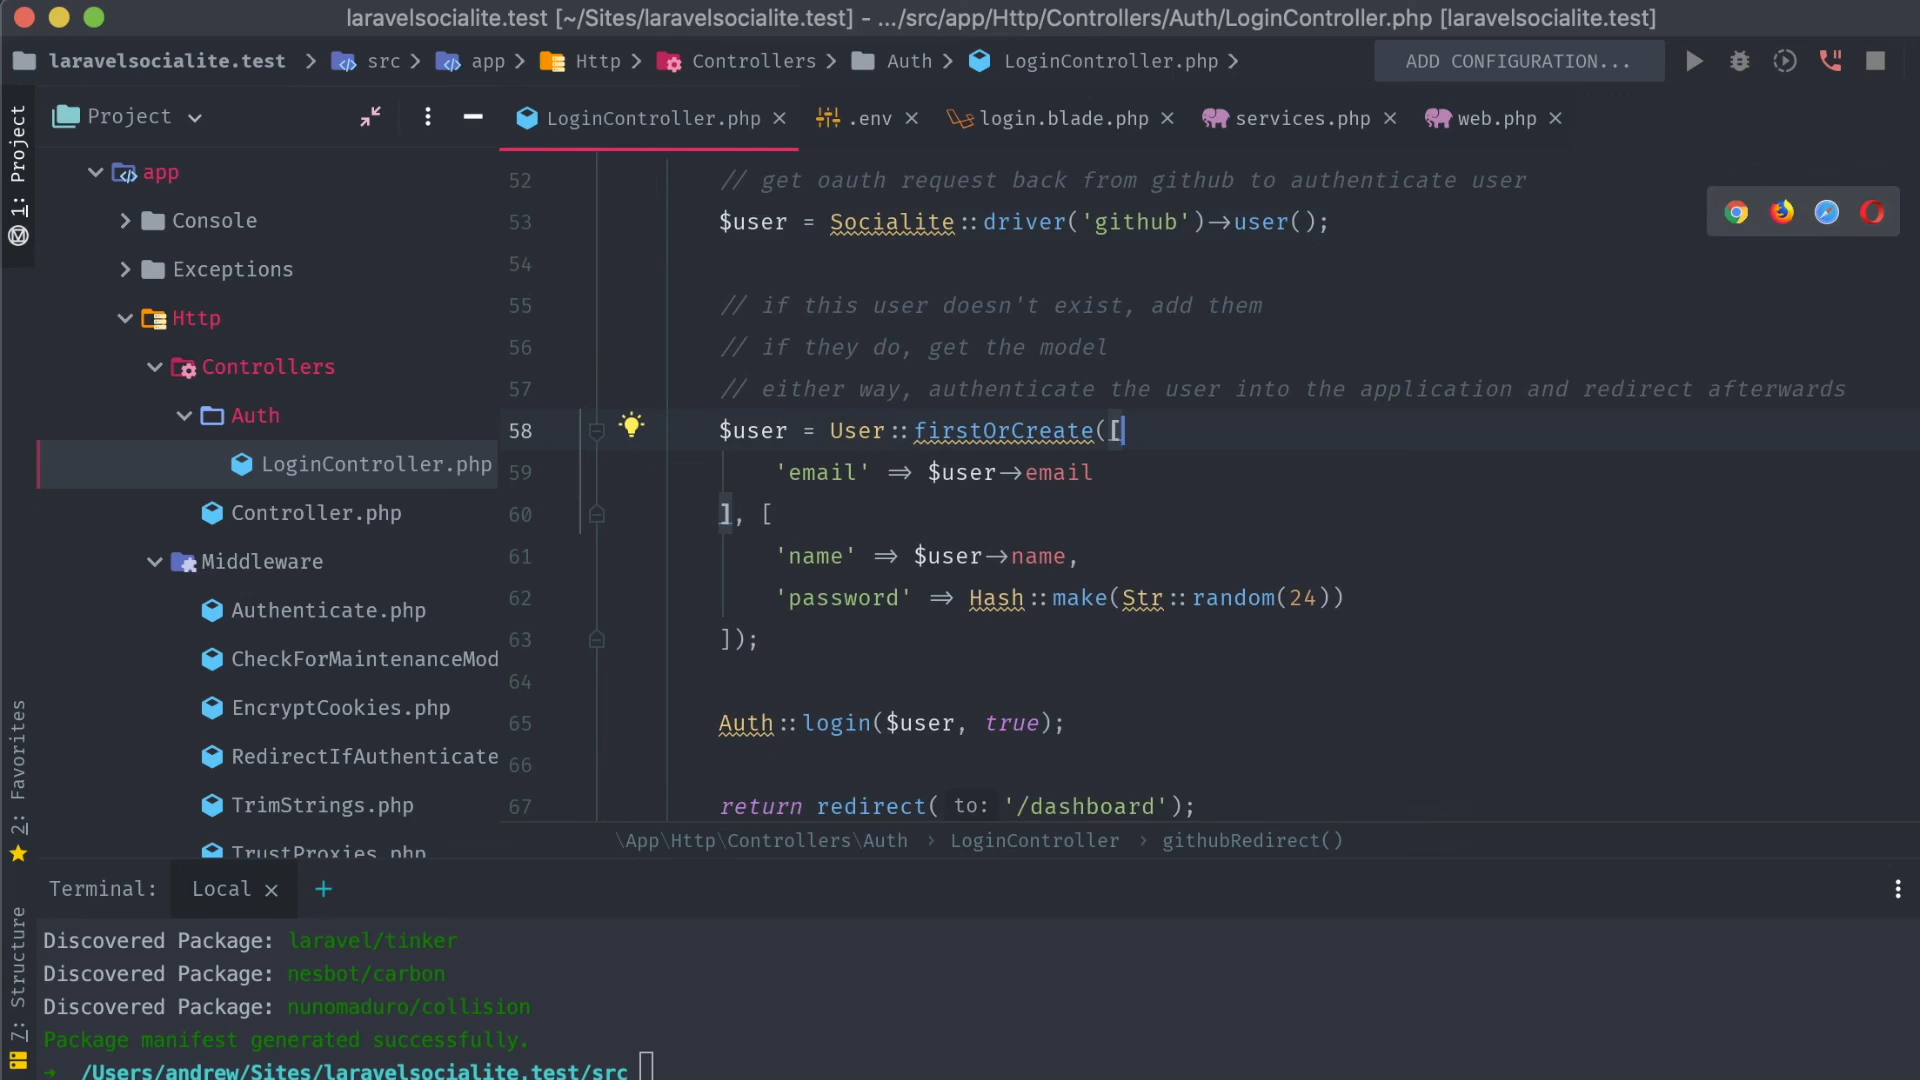 laravelsocialite.test [~/Sites/laravelsocialite.test] - .../src/app/Http/Controllers/Auth/LoginController.php [laravelsocialite.test]
laravelsocialite.test src app Http Controllers Auth LoginController.php ADD CONFIGURATION...
1: Project
Project
LoginController.php .env login.blade.php services.php web.php
app
Console
Exceptions
Http
Controllers
Auth
LoginController.php
Controller.php
Middleware
Authenticate.php
CheckForMaintenanceMod
EncryptCookies.php
RedirectIfAuthenticate
TrimStrings.php
TrustProxies.php
52 // get oauth request back from github to authenticate user
53 $user = Socialite::driver('github')->user();
54
55 // if this user doesn't exist, add them
56 // if they do, get the model
57 // either way, authenticate the user into the application and redirect afterwards
58 $user = User::firstOrCreate([
59 'email' => $user->email
60 ], [
61 'name' => $user->name,
62 'password' => Hash::make(Str::random(24))
63 ]);
64
65 Auth::login($user, true);
66
67 return redirect( to: '/dashboard');
\App\Http\Controllers\Auth › LoginController › githubRedirect()
2: Favorites
7: Structure
Terminal: Local × +
Discovered Package: laravel/tinker
Discovered Package: nesbot/carbon
Discovered Package: nunomaduro/collision
Package manifest generated successfully.
→ /Users/andrew/Sites/laravelsocialite.test/src